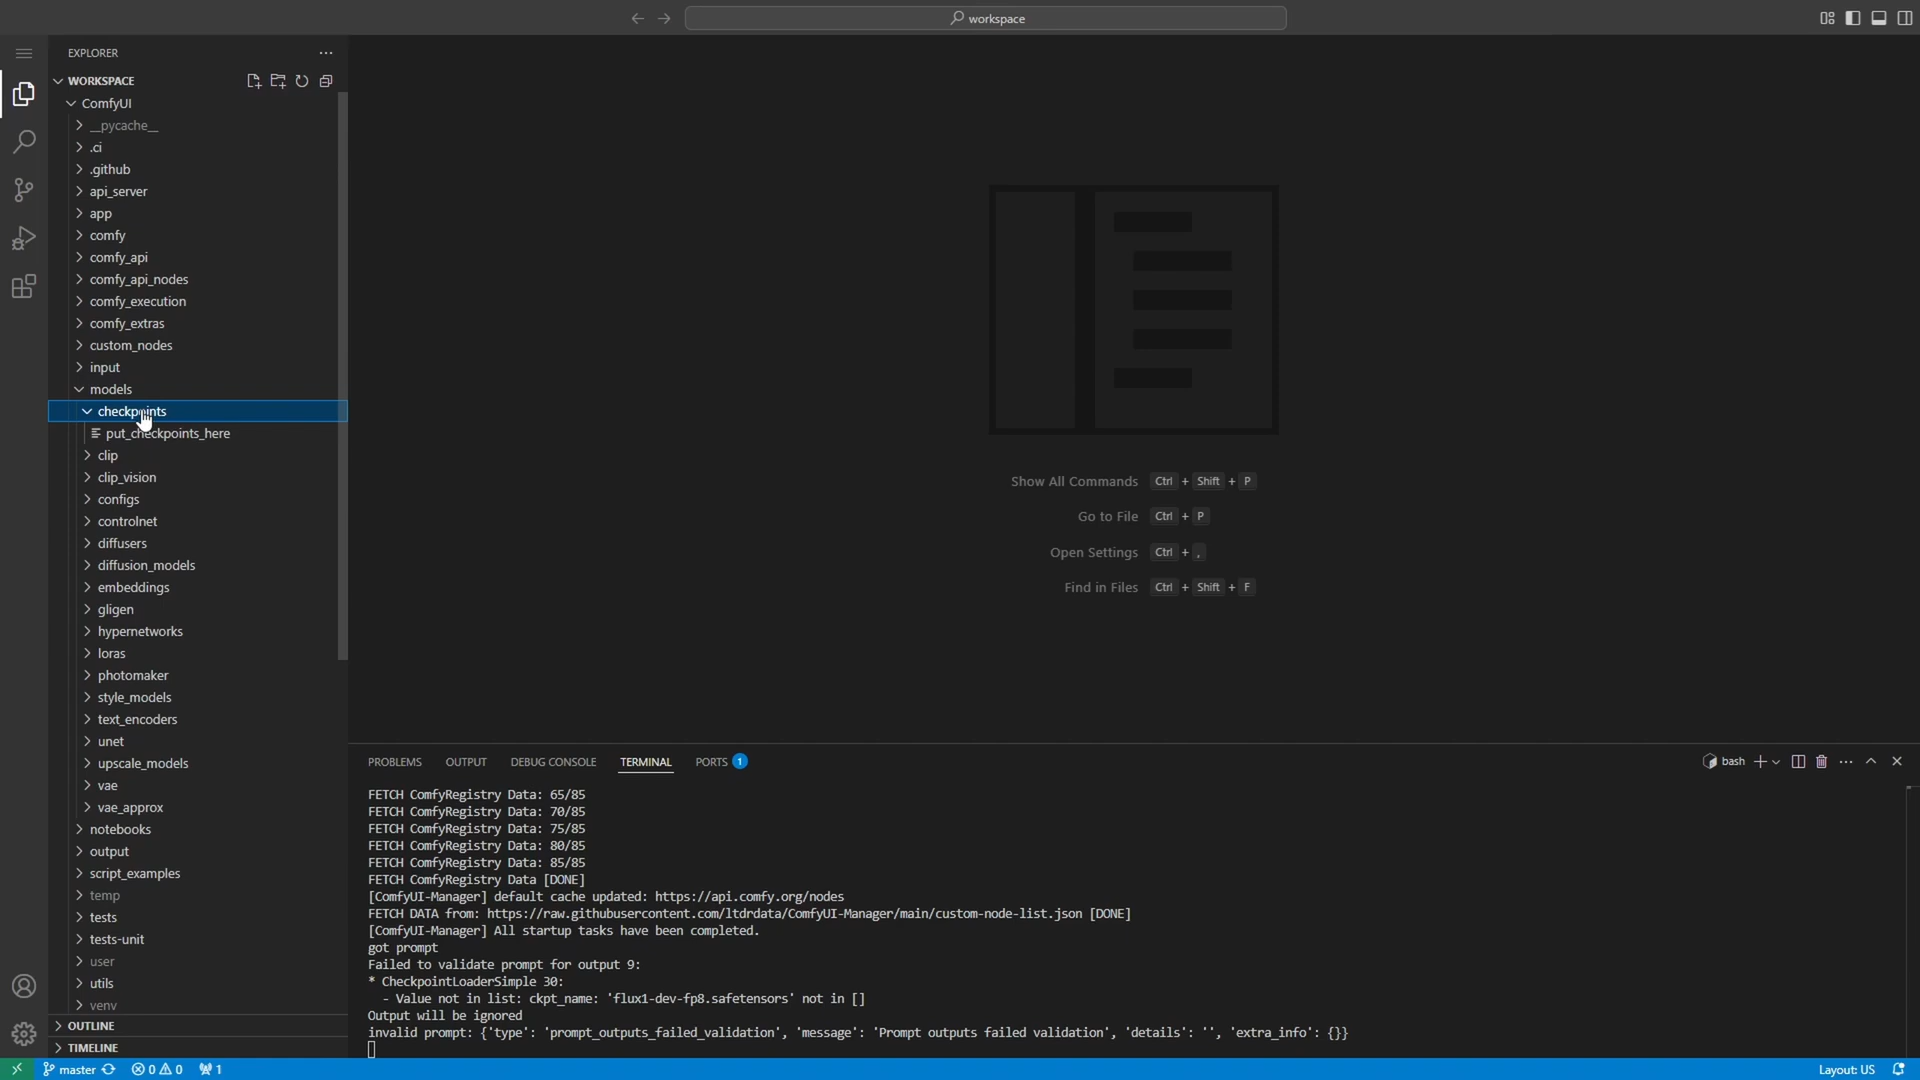 workspace
EXPLORER
WORKSPACE
ComfyUI
__pycache__
.ci
.github
api_server
app
comfy
comfy_api
comfy_api_nodes
comfy_execution
comfy_extras
custom_nodes
input
models
checkpoints
put_checkpoints_here
clip
clip_vision
configs
controlnet
diffusers
diffusion_models
embeddings
gligen
hypernetworks
loras
photomaker
style_models
text_encoders
unet
upscale_models
vae
vae_approx
notebooks
output
script_examples
temp
tests
tests-unit
user
utils
venv
OUTLINE
TIMELINE
Show All Commands Ctrl + Shift + P
Go to File Ctrl + P
Open Settings Ctrl + ,
Find in Files Ctrl + Shift + F
PROBLEMS OUTPUT DEBUG CONSOLE TERMINAL PORTS 1 bash
FETCH ComfyRegistry Data: 65/85
FETCH ComfyRegistry Data: 70/85
FETCH ComfyRegistry Data: 75/85
FETCH ComfyRegistry Data: 80/85
FETCH ComfyRegistry Data: 85/85
FETCH ComfyRegistry Data [DONE]
[ComfyUI-Manager] default cache updated: https://api.comfy.org/nodes
FETCH DATA from: https://raw.githubusercontent.com/ltdrdata/ComfyUI-Manager/main/custom-node-list.json [DONE]
[ComfyUI-Manager] All startup tasks have been completed.
got prompt
Failed to validate prompt for output 9:
* CheckpointLoaderSimple 30:
- Value not in list: ckpt_name: 'flux1-dev-fp8.safetensors' not in []
Output will be ignored
invalid prompt: {'type': 'prompt_outputs_failed_validation', 'message': 'Prompt outputs failed validation', 'details': '', 'extra_info': {}}
master 0 0 1 Layout: US